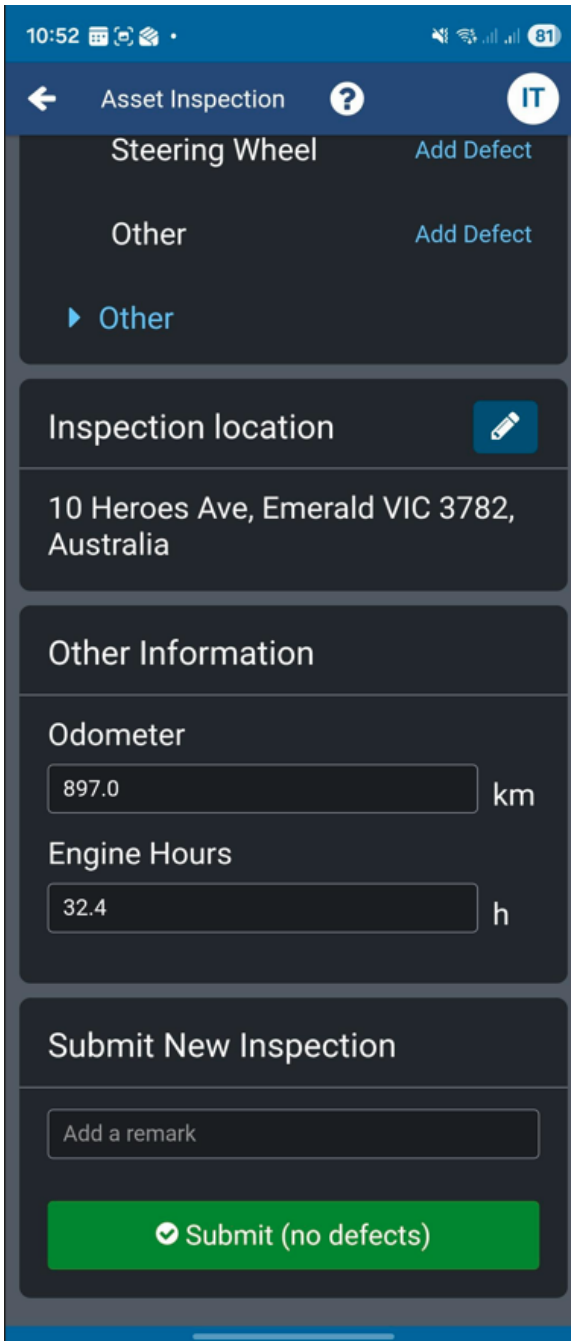 10:52
81
Asset Inspection ?
IT
Steering Wheel Add Defect
Other Add Defect
Other
Inspection location
10 Heroes Ave, Emerald VIC 3782,
Australia
Other Information
Odometer
897.0 km
Engine Hours
32.4 h
Submit New Inspection
Add a remark
Submit (no defects)